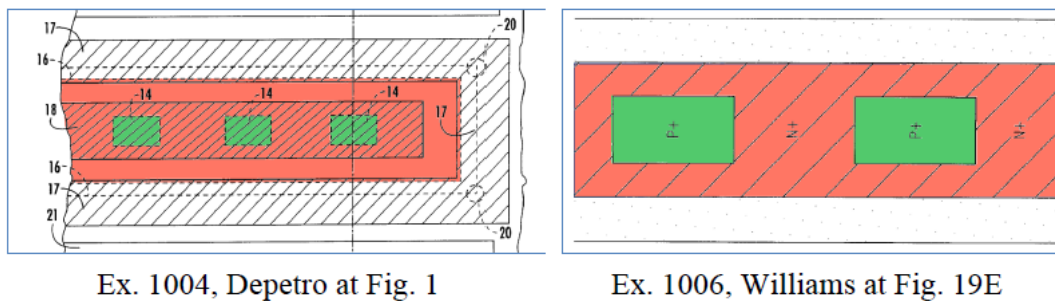 17
20
16
14
14
14
18
17
16
17
21
20
P+
N+
P+
N+
Ex. 1004, Depetro at Fig. 1
Ex. 1006, Williams at Fig. 19E